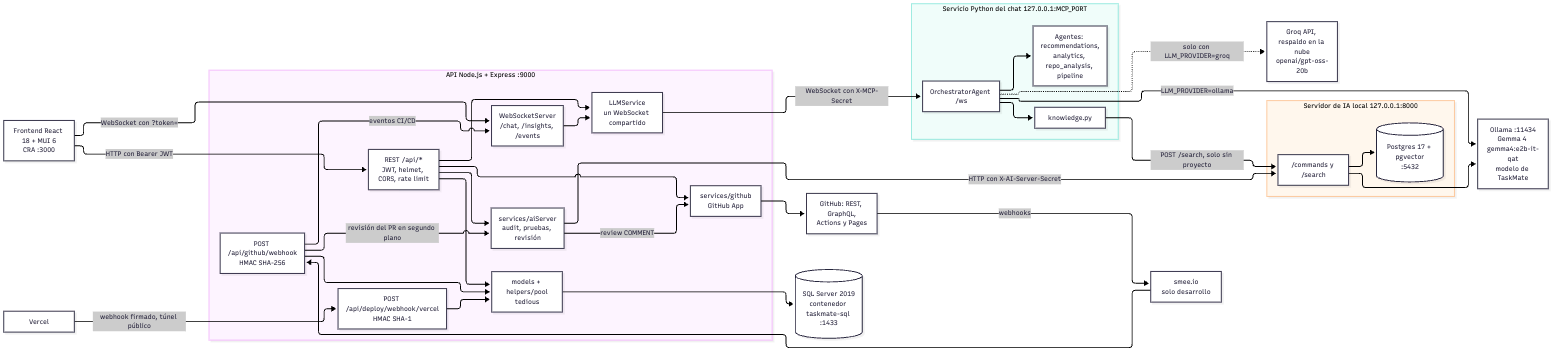 Servicio Python del chat 127.0.0.1:MCP_PORT
Agentes:
recommendations,
analytics,
repo_analysis,
pipeline
OrchestratorAgent
/ws
knowledge.py
solo con
LLM_PROVIDER=groq
Groq API,
respaldo en la
nube
openai/gpt-oss-
20b
LLM_PROVIDER=ollama
API Node.js + Express :9000
WebSocket con X-MCP-
Secret
LLMService
un WebSocket
compartido
WebSocketServer
/chat, /insights,
/events
eventos CI/CD
Frontend React
18 + MUI 6
CRA :3000
WebSocket con ?token=
HTTP con Bearer JWT
REST /api/*
JWT, helmet,
CORS, rate limit
Servidor de IA local 127.0.0.1:8000
Postgres 17 +
pgvector
:5432
/commands y
/search
Ollama :11434
Gemma 4
gemma4:e2b-it-
qat
modelo de
TaskMate
POST /search, solo sin
proyecto
HTTP con X-AI-Server-Secret
services/github
GitHub App
services/aiServer
audit, pruebas,
revisión
revisión del PR en segundo
plano
review COMMENT
GitHub: REST,
GraphQL,
Actions y Pages
webhooks
POST
/api/github/webhook
HMAC SHA-256
models +
helpers/pool
tedious
SQL Server 2019
contenedor
taskmate-sql
:1433
smee.io
solo desarrollo
POST
/api/deploy/webhook/vercel
HMAC SHA-1
Vercel
webhook firmado, túnel
público